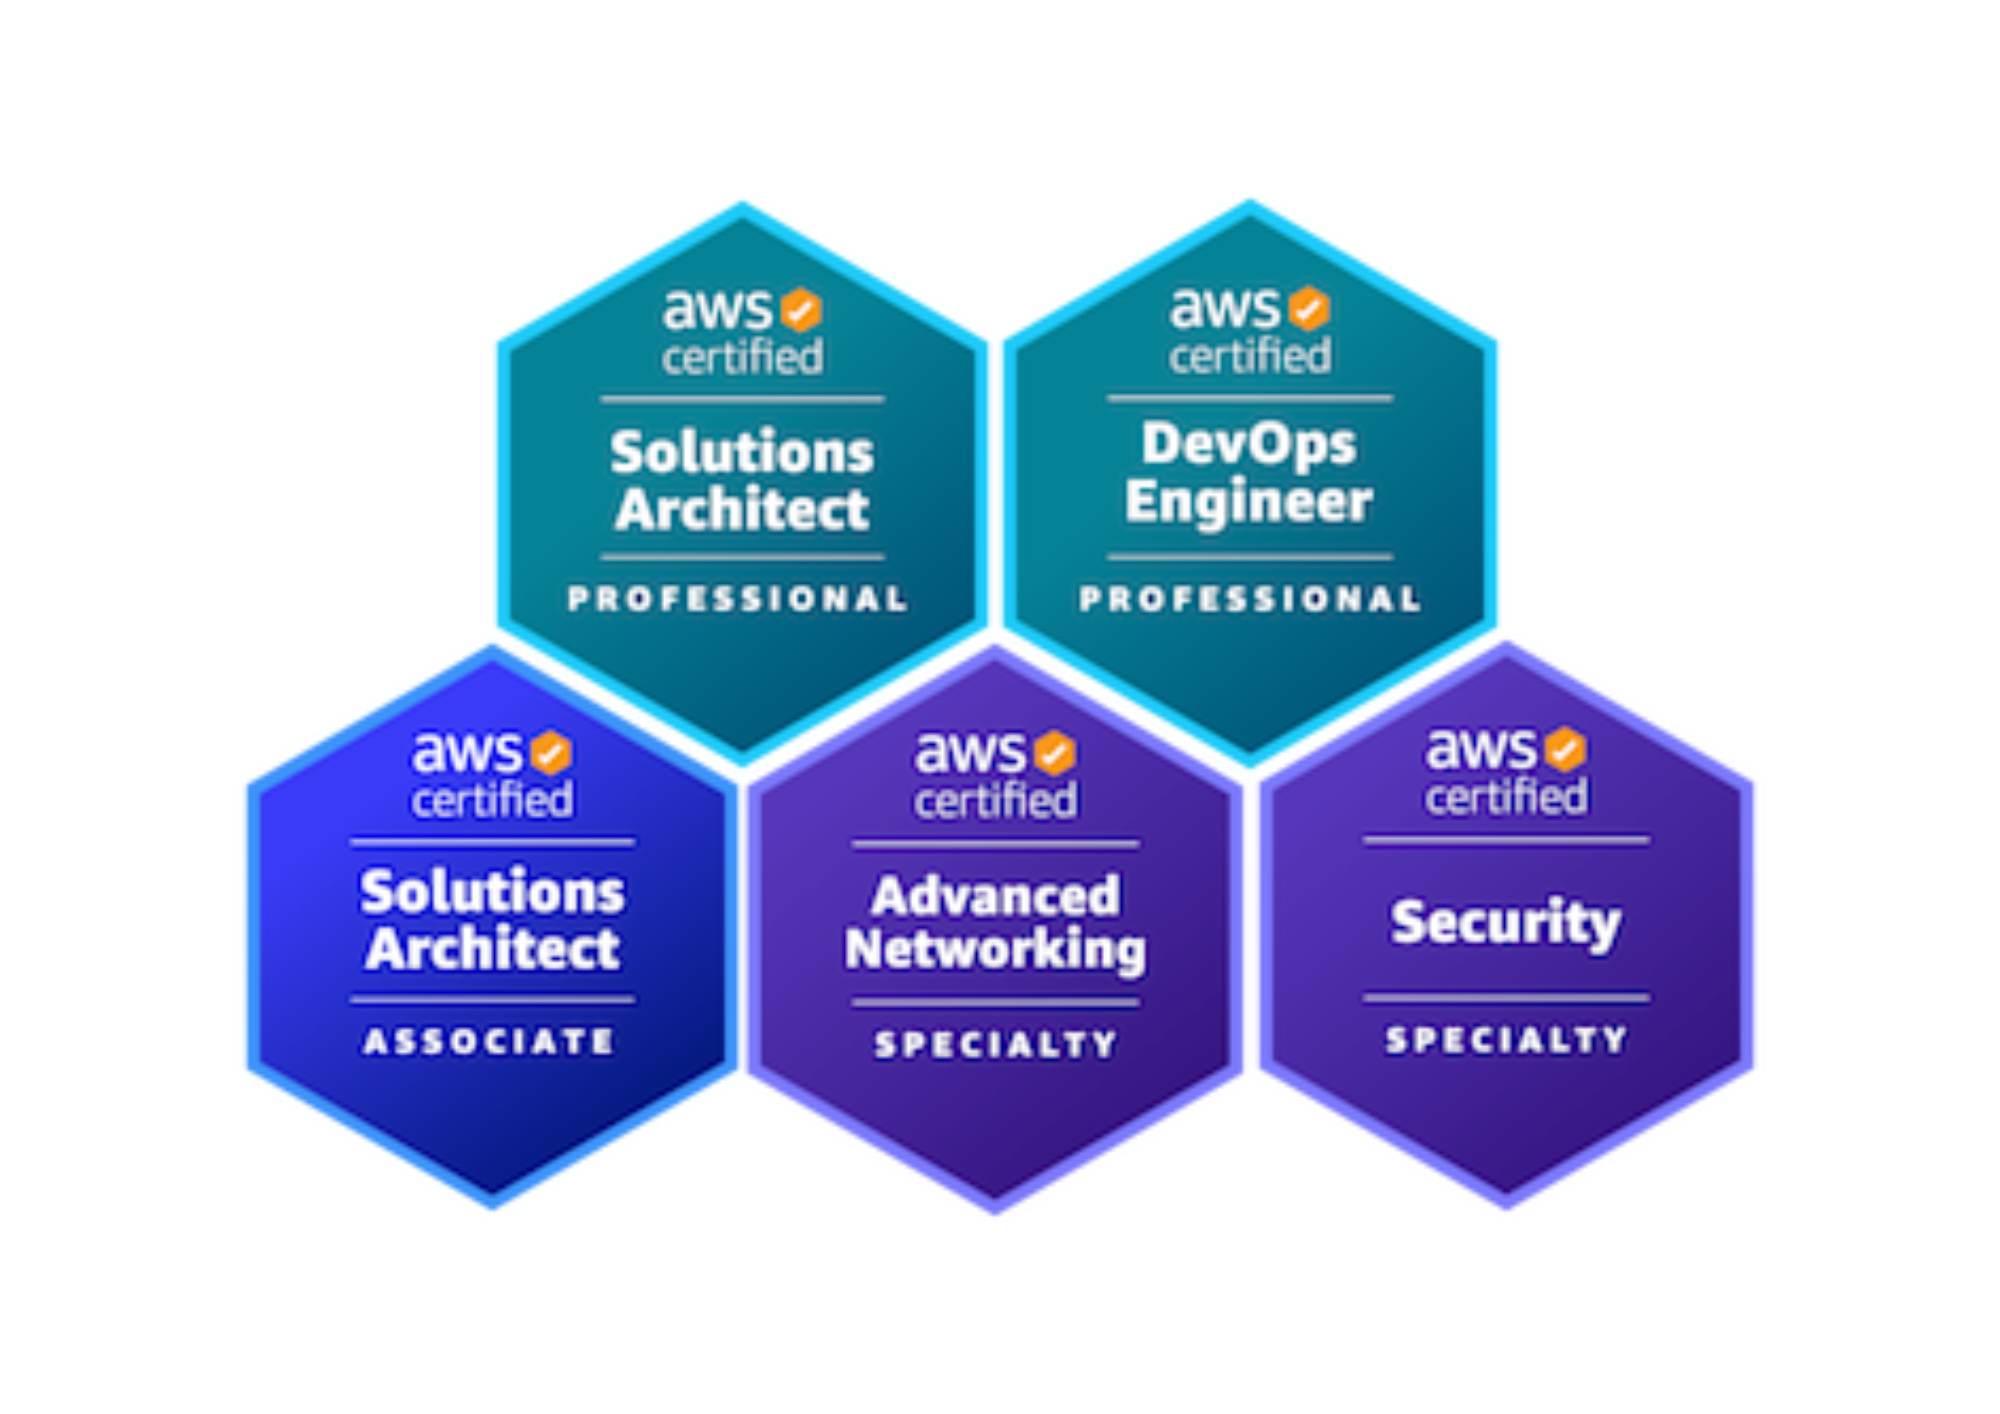 aws
certified
Solutions
Architect
PROFESSIONAL
aws
certified
DevOps
Engineer
PROFESSIONAL
aws
certified
Solutions
Architect
ASSOCIATE
aws
certified
Advanced
Networking
SPECIALTY
aws
certified
Security
SPECIALTY